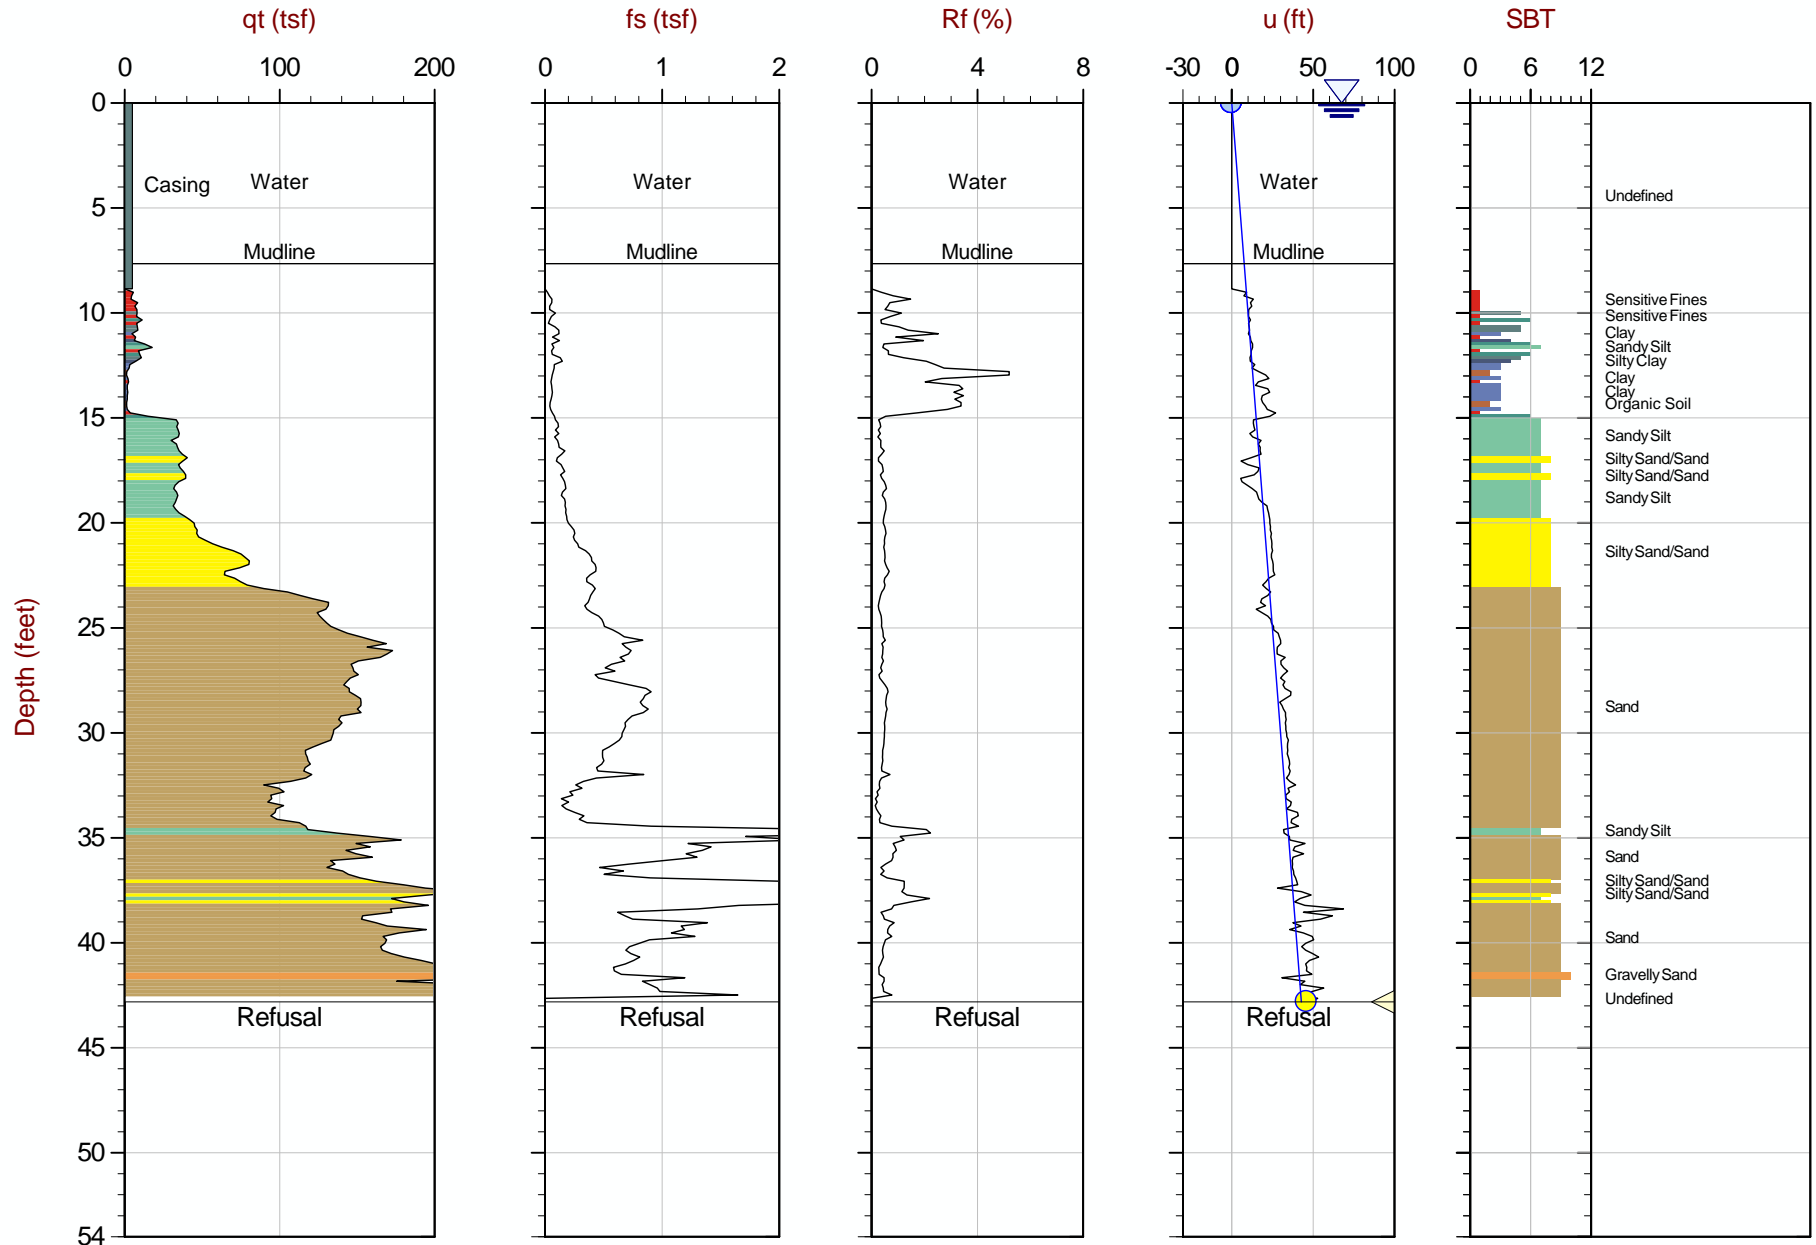 qt (tsf) fs (tsf) Rf (%) u (ft) SBT
0 100 200 0 1 2 0 4 8 -30 0 50 100 0 6 12
0
Casing Water Water Water Water
5 Undefined
Mudline Mudline Mudline Mudline
Sensitive Fines
10 Sensitive Fines
Clay
Sandy Silt
Silty Clay
Clay
Clay
Organic Soil
15
Sandy Silt
Silty Sand/Sand
Silty Sand/Sand
Sandy Silt
20
Silty Sand/Sand
25
Depth (feet)
Sand
30
35 Sandy Silt
Sand
Silty Sand/Sand
Silty Sand/Sand
40 Sand
Gravelly Sand
Undefined
Refusal Refusal Refusal Refusal
45
50
54